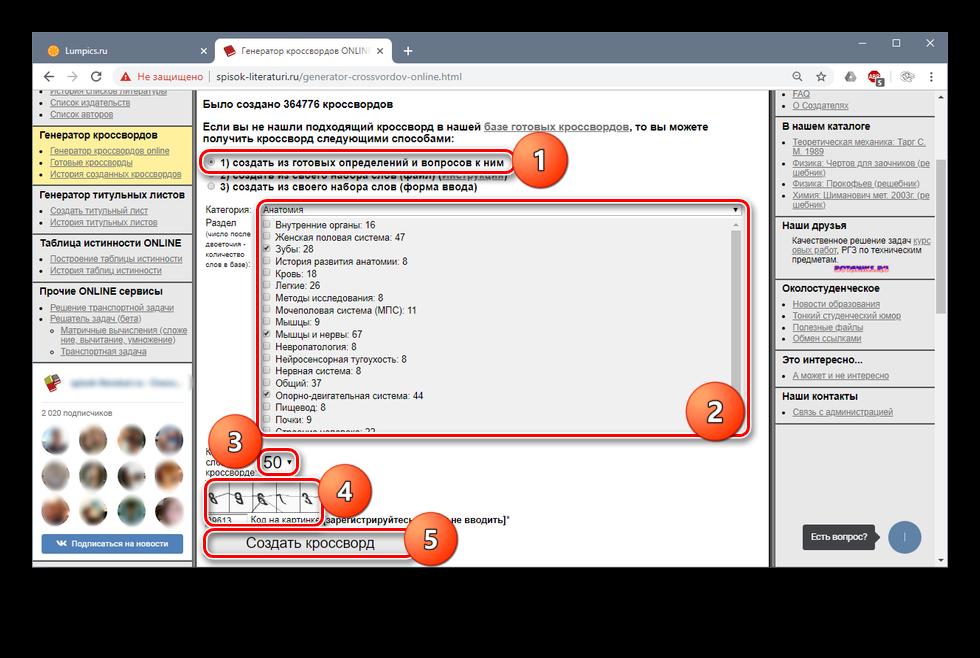 Lumpics.ru
Генератор кроссвордов ONLIN
Не защищено
spisok-literaturi.ru/generator-crossvordov-online.html
История списков литературы
Список издательств
Список авторов
Генератор кроссвордов
Генератор кроссвордов online
Готовые кроссворды
История созданных кроссвордов
Генератор титульных листов
Создать титульный лист
История титульных листов
Таблица истинности ONLINE
Построение таблицы истинности
История таблиц истинности
Прочие ONLINE сервисы
Решение транспортной задачи
Решатель задач (бета)
Матричные вычисления (сложе
ние, вычитание, умножение)
Транспортная задача
2 020 подписчиков
Подписаться на новости
Было создано 364776 кроссвордов
Если вы не нашли подходящий кроссворд в нашей базе готовых кроссвордов, то вы можете
получить кроссворд следующими способами:
1) создать из готовых определений и вопросов к ним
2) создать из своего набора слов (файл) (инструкция)
3) создать из своего набора слов (форма ввода)
Категория:
Анатомия
Раздел
(число после
двоеточия -
количество
слов в базе):
Внутренние органы: 16
Женская половая система: 47
Зубы: 28
История развития анатомии: 8
Кровь: 18
Легкие: 26
Методы исследования: 8
Мочеполовая система (МПС): 11
Мышцы: 9
Мышцы и нервы: 67
Невропатология: 8
Нейросенсорная тугоухость: 8
Нервная система: 8
Общий: 37
Опорно-двигательная система: 44
Пищевод: 8
Почки: 9
Строение человека: 22
кроссворде:
50
Код на картинке
[зарегистрируйтесь
не вводить]*
Создать кроссворд
1
2
3
4
5
FAQ
О Создателях
В нашем каталоге
Теоретическая механика: Тарг С.
М. 1989
Физика: Чертов для заочников (ре
шебник)
Физика: Прокофьев (решебник)
Химия: Шиманович мет. 2003г. (ре
шебник)
Наши друзья
Качественное решение задач курс
овых работ, РГЗ по техническим
предметам.
BOTANIKS.RU
Околостуденческое
Новости образования
Тонкий студенческий юмор
Полезные файлы
Обмен ссылками
Это интересно...
А может и не интересно
Наши контакты
Связь с администрацией
Есть вопрос?